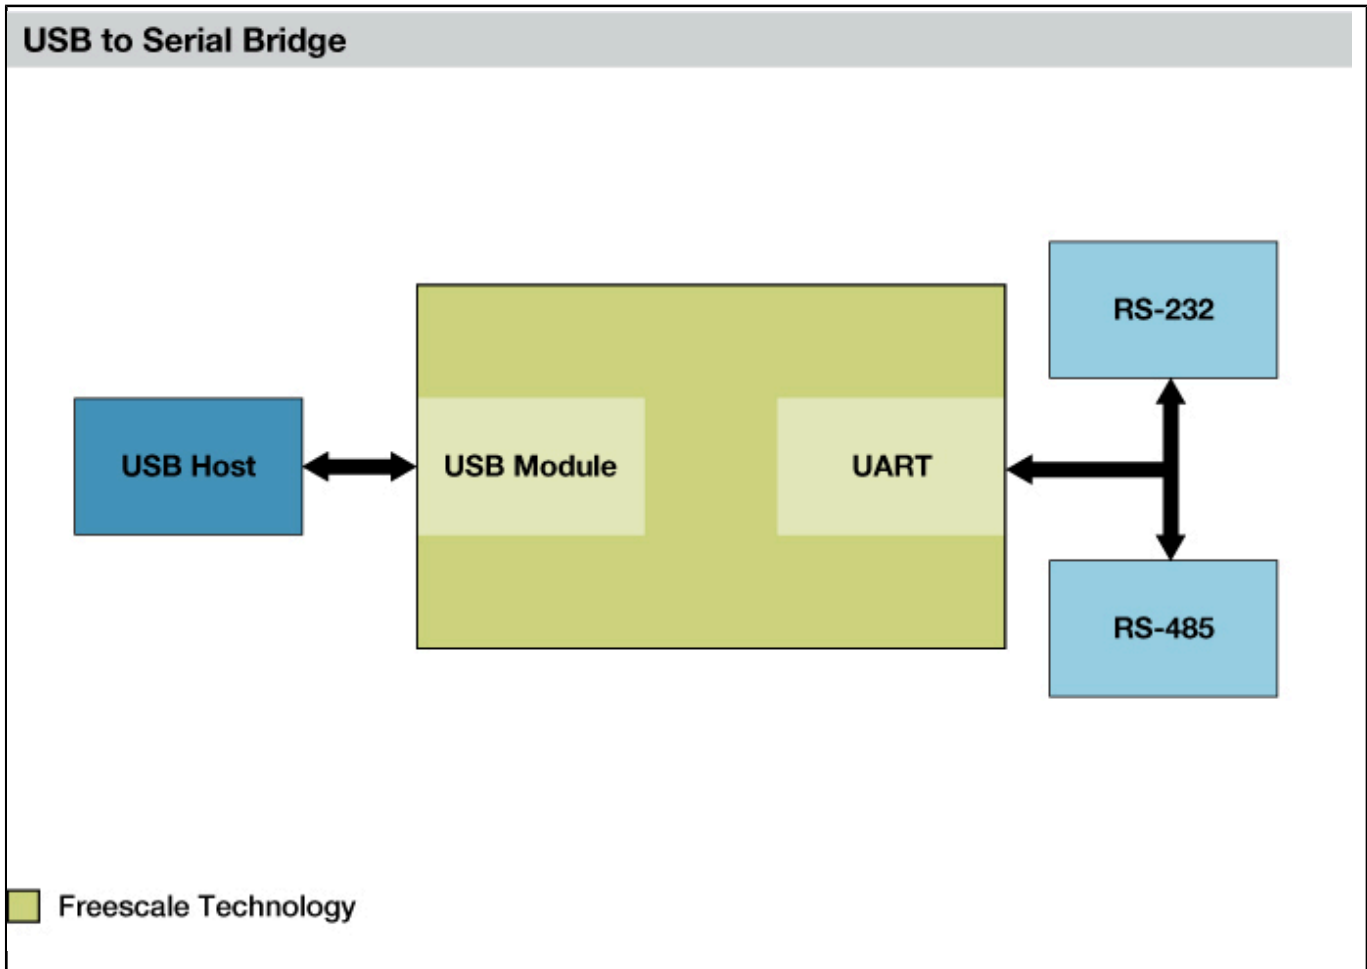 USB to Serial Bridge
RS-232
USB Host
USB Module
UART
RS-485
Freescale Technology